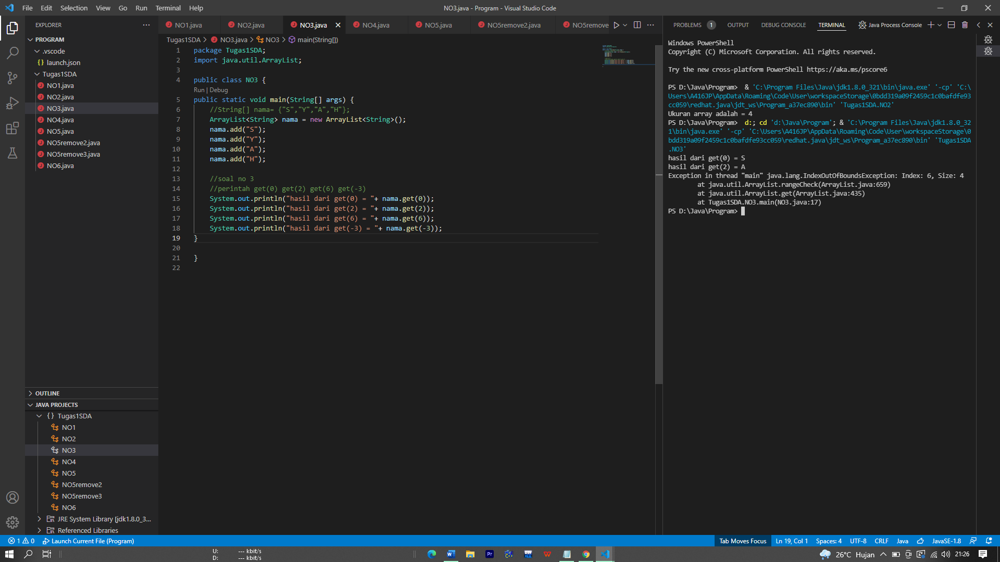 File Edit Selection View Go Run Terminal Help
NO3.java - Program - Visual Studio Code
EXPLORER
PROGRAM
.vscode
{} launch.json
Tugas1SDA
NO1.java
NO2.java
NO3.java
NO4.java
NO5.java
NO5remove2.java
NO5remove3.java
NO6.java
OUTLINE
JAVA PROJECTS
{} Tugas1SDA
NO1
NO2
NO3
NO4
NO5
NO5remove2
NO5remove3
NO6
JRE System Library [jdk1.8.0_3...
Referenced Libraries
NO1.java NO2.java NO3.java NO4.java NO5.java NO5remove2.java NO5remove
Tugas1SDA > NO3.java > NO3 > main(String[])
1 package Tugas1SDA;
2 import java.util.ArrayList;
3
4 public class NO3 {
Run | Debug
5 public static void main(String[] args) {
6 //String[] nama= {"S","Y","A","H"};
7 ArrayList<String> nama = new ArrayList<String>();
8 nama.add("S");
9 nama.add("Y");
10 nama.add("A");
11 nama.add("H");
12
13 //soal no 3
14 //perintah get(0) get(2) get(6) get(-3)
15 System.out.println("hasil dari get(0) = "+ nama.get(0));
16 System.out.println("hasil dari get(2) = "+ nama.get(2));
17 System.out.println("hasil dari get(6) = "+ nama.get(6));
18 System.out.println("hasil dari get(-3) = "+ nama.get(-3));
19 }
20
21 }
22
PROBLEMS 1 OUTPUT DEBUG CONSOLE TERMINAL Java Process Console
Windows PowerShell
Copyright (C) Microsoft Corporation. All rights reserved.
Try the new cross-platform PowerShell https://aka.ms/pscore6
PS D:\Java\Program>  & 'C:\Program Files\Java\jdk1.8.0_321\bin\java.exe' '-cp' 'C:\
Users\A416JP\AppData\Roaming\Code\User\workspaceStorage\0bdd319a09f2459c1c0bafdfe93
cc059\redhat.java\jdt_ws\Program_a37ec890\bin' 'Tugas1SDA.NO2'
Ukuran array adalah = 4
PS D:\Java\Program>  d:; cd 'd:\Java\Program'; & 'C:\Program Files\Java\jdk1.8.0_32
1\bin\java.exe' '-cp' 'C:\Users\A416JP\AppData\Roaming\Code\User\workspaceStorage\0
bdd319a09f2459c1c0bafdfe93cc059\redhat.java\jdt_ws\Program_a37ec890\bin' 'Tugas1SDA
.NO3'
hasil dari get(0) = S
hasil dari get(2) = A
Exception in thread "main" java.lang.IndexOutOfBoundsException: Index: 6, Size: 4
at java.util.ArrayList.rangeCheck(ArrayList.java:659)
at java.util.ArrayList.get(ArrayList.java:435)
at Tugas1SDA.NO3.main(NO3.java:17)
PS D:\Java\Program>
1 0 Launch Current File (Program)
Tab Moves Focus Ln 19, Col 1 Spaces: 4 UTF-8 CRLF Java JavaSE-1.8
U: --- kbit/s
D: --- kbit/s
26°C Hujan 21:26